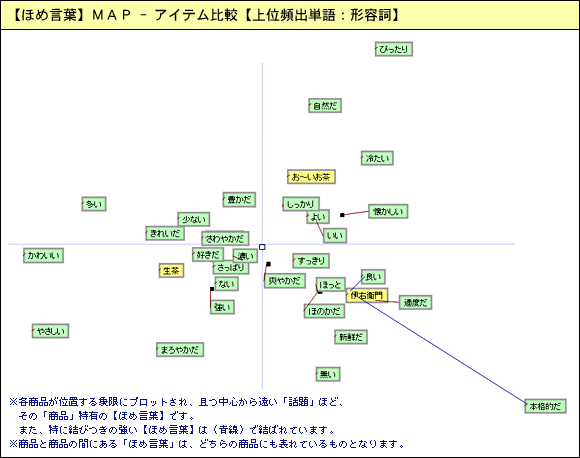 【ほめ言葉】ＭＡＰ － アイテム比較【上位頻出単語：形容詞】
ぴったり
自然だ
冷たい
お～いお茶
豊かだ
しっかり
多い
懐かしい
少ない
よい
きれいだ
さわやかだ
いい
かわいい
好きだ
濃い
すっきり
生茶
さっぱり
良い
ない
爽やかだ
ほっと
伊右衛門
適度だ
強い
ほのかだ
やさしい
新鮮だ
まろやかだ
無い
本格的だ
※各商品が位置する象限にプロットされ、且つ中心から遠い「話題」ほど、
その「商品」特有の【ほめ言葉】です。
また、特に結びつきの強い【ほめ言葉】は（青線）で結ばれています。
※商品と商品の間にある「ほめ言葉」は、どちらの商品にも表れているものとなります。